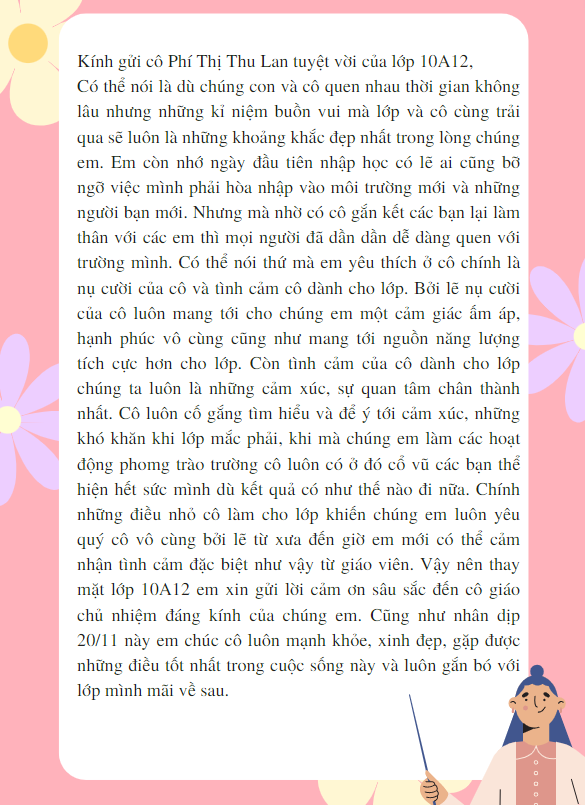 Kính gửi cô Phí Thị Thu Lan tuyệt vời của lớp 10A12,
Có thể nói là dù chúng con và cô quen nhau thời gian không
lâu nhưng những kỉ niệm buồn vui mà lớp và cô cùng trải
qua sẽ luôn là những khoảng khắc đẹp nhất trong lòng chúng
em. Em còn nhớ ngày đầu tiên nhập học có lẽ ai cũng bỡ
ngỡ việc mình phải hòa nhập vào môi trường mới và những
người bạn mới. Nhưng mà nhờ có cô gắn kết các bạn lại làm
thân với các em thì mọi người đã dần dần dễ dàng quen với
trường mình. Có thể nói thứ mà em yêu thích ở cô chính là
nụ cười của cô và tình cảm cô dành cho lớp. Bởi lẽ nụ cười
của cô luôn mang tới cho chúng em một cảm giác ấm áp,
hạnh phúc vô cùng cũng như mang tới nguồn năng lượng
tích cực hơn cho lớp. Còn tình cảm của cô dành cho lớp
chúng ta luôn là những cảm xúc, sự quan tâm chân thành
nhất. Cô luôn cố gắng tìm hiểu và để ý tới cảm xúc, những
khó khăn khi lớp mắc phải, khi mà chúng em làm các hoạt
động phomg trào trường cô luôn có ở đó cổ vũ các bạn thể
hiện hết sức mình dù kết quả có như thế nào đi nữa. Chính
những điều nhỏ cô làm cho lớp khiến chúng em luôn yêu
quý cô vô cùng bởi lẽ từ xưa đến giờ em mới có thể cảm
nhận tình cảm đặc biệt như vậy từ giáo viên. Vậy nên thay
mặt lớp 10A12 em xin gửi lời cảm ơn sâu sắc đến cô giáo
chủ nhiệm đáng kính của chúng em. Cũng như nhân dịp
20/11 này em chúc cô luôn mạnh khỏe, xinh đẹp, gặp được
những điều tốt nhất trong cuộc sống này và luôn gắn bó với
lớp mình mãi về sau.